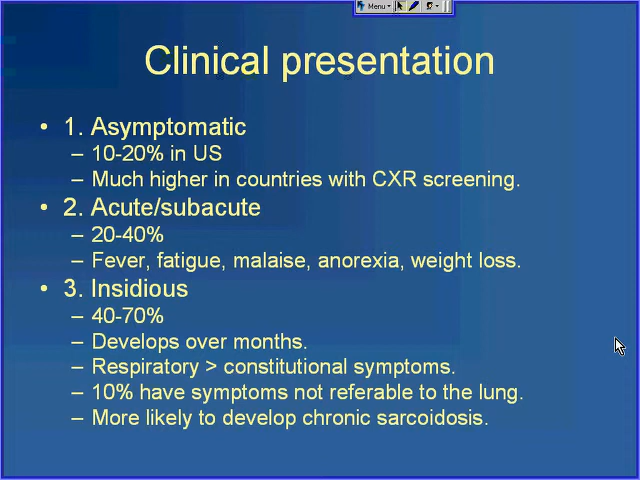 Menu
Clinical presentation
• 1. Asymptomatic
– 10-20% in US
– Much higher in countries with CXR screening.
• 2. Acute/subacute
– 20-40%
– Fever, fatigue, malaise, anorexia, weight loss.
• 3. Insidious
– 40-70%
– Develops over months.
– Respiratory > constitutional symptoms.
– 10% have symptoms not referable to the lung.
– More likely to develop chronic sarcoidosis.